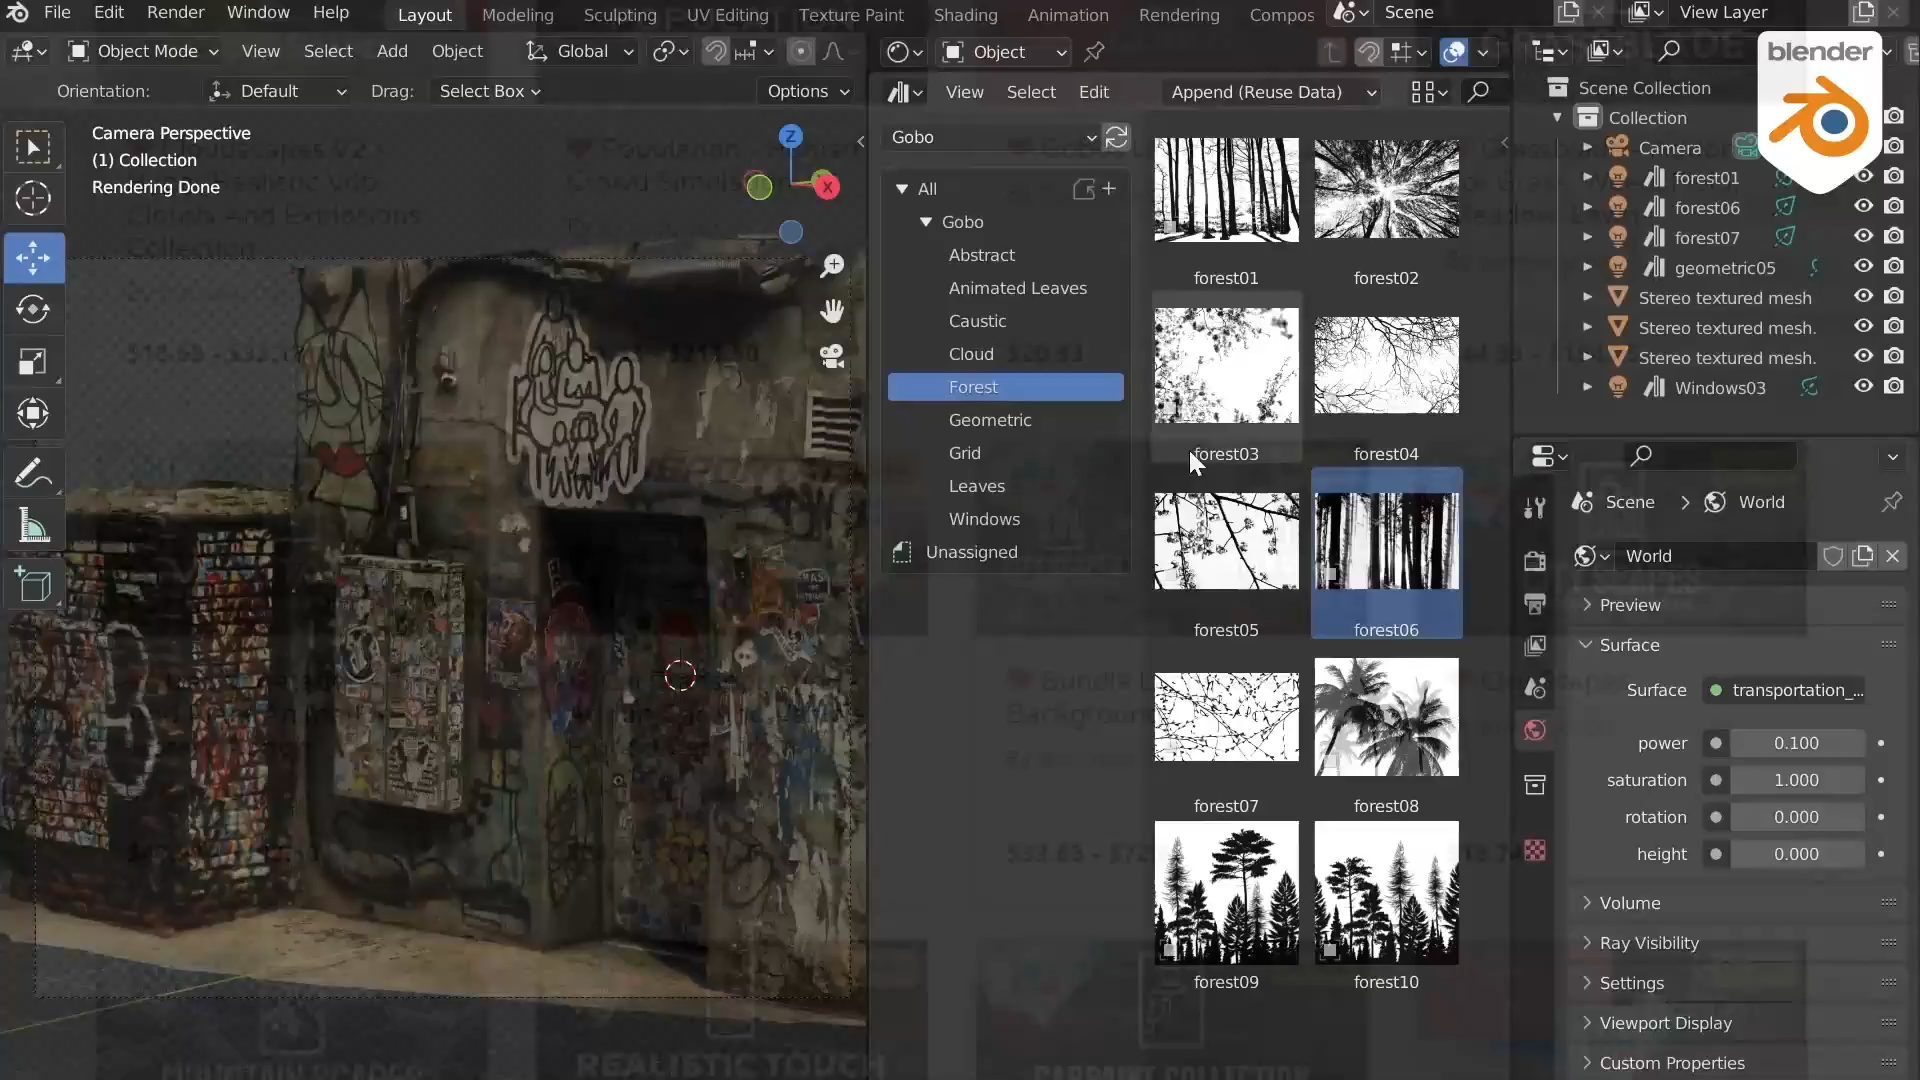 File Edit Render Window Help Layout Modeling Sculpting UV Editing Texture Paint Shading Animation Rendering Compos Scene View Layer
Object Mode View Select Add Object Global Object
blender
Orientation: Default Drag: Select Box Options View Select Edit Append (Reuse Data)
Scene Collection
Collection
Camera
forest01
forest06
forest07
geometric05
Stereo textured mesh
Stereo textured mesh.
Stereo textured mesh.
Windows03
Camera Perspective
(1) Collection
Rendering Done
Z
X
Gobo
All
Gobo
Abstract
Animated Leaves
Caustic
Cloud
Forest
Geometric
Grid
Leaves
Windows
Unassigned
forest01 forest02
forest03 forest04
forest05 forest06
forest07 forest08
forest09 forest10
Scene > World
World
Preview
Surface
Surface transportation_...
power 0.100
saturation 1.000
rotation 0.000
height 0.000
Volume
Ray Visibility
Settings
Viewport Display
Custom Properties
REALISTIC TOUCH